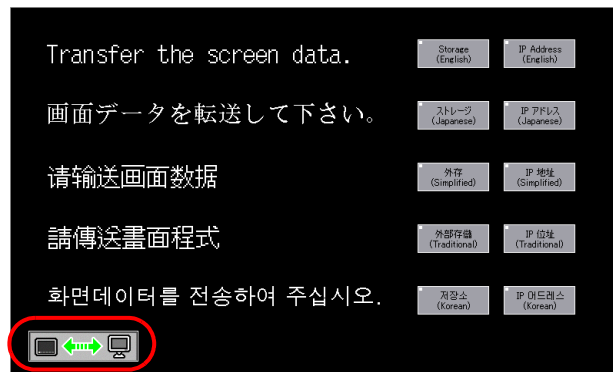 Transfer the screen data.
Storage
(English)
IP Address
(English)
画面データを転送して下さい。
ストレージ
(Japanese)
IP アドレス
(Japanese)
请输送画面数据
外存
(Simplified)
IP 地址
(Simplified)
請傳送畫面程式
外部存儲
(Traditional)
IP 位址
(Traditional)
화면데이터를 전송하여 주십시오.
저장소
(Korean)
IP 어드레스
(Korean)